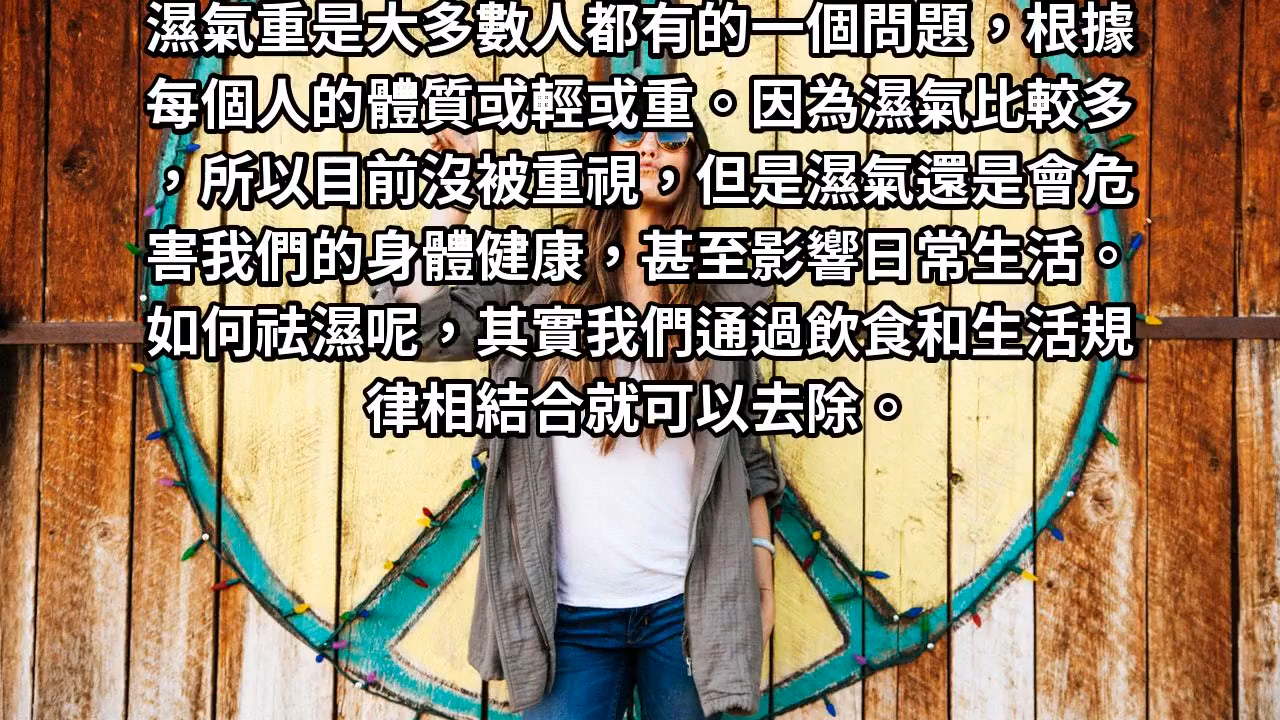 濕氣重是大多數人都有的一個問題，根據
每個人的體質或輕或重。因為濕氣比較多
，所以目前沒被重視，但是濕氣還是會危
害我們的身體健康，甚至影響日常生活。
如何祛濕呢，其實我們通過飲食和生活規
律相結合就可以去除。